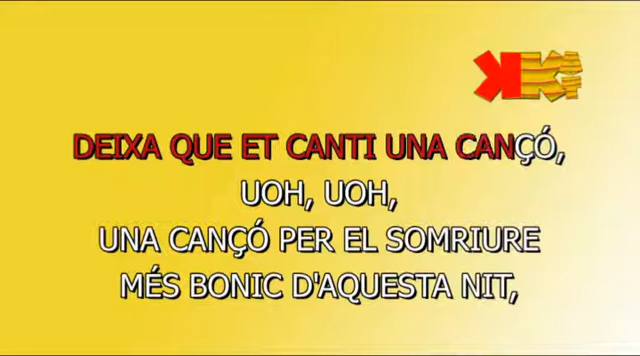 DEIXA QUE ET CANTI UNA CANÇÓ,
UOH, UOH,
UNA CANÇÓ PER EL SOMRIURE
MÉS BONIC D'AQUESTA NIT,